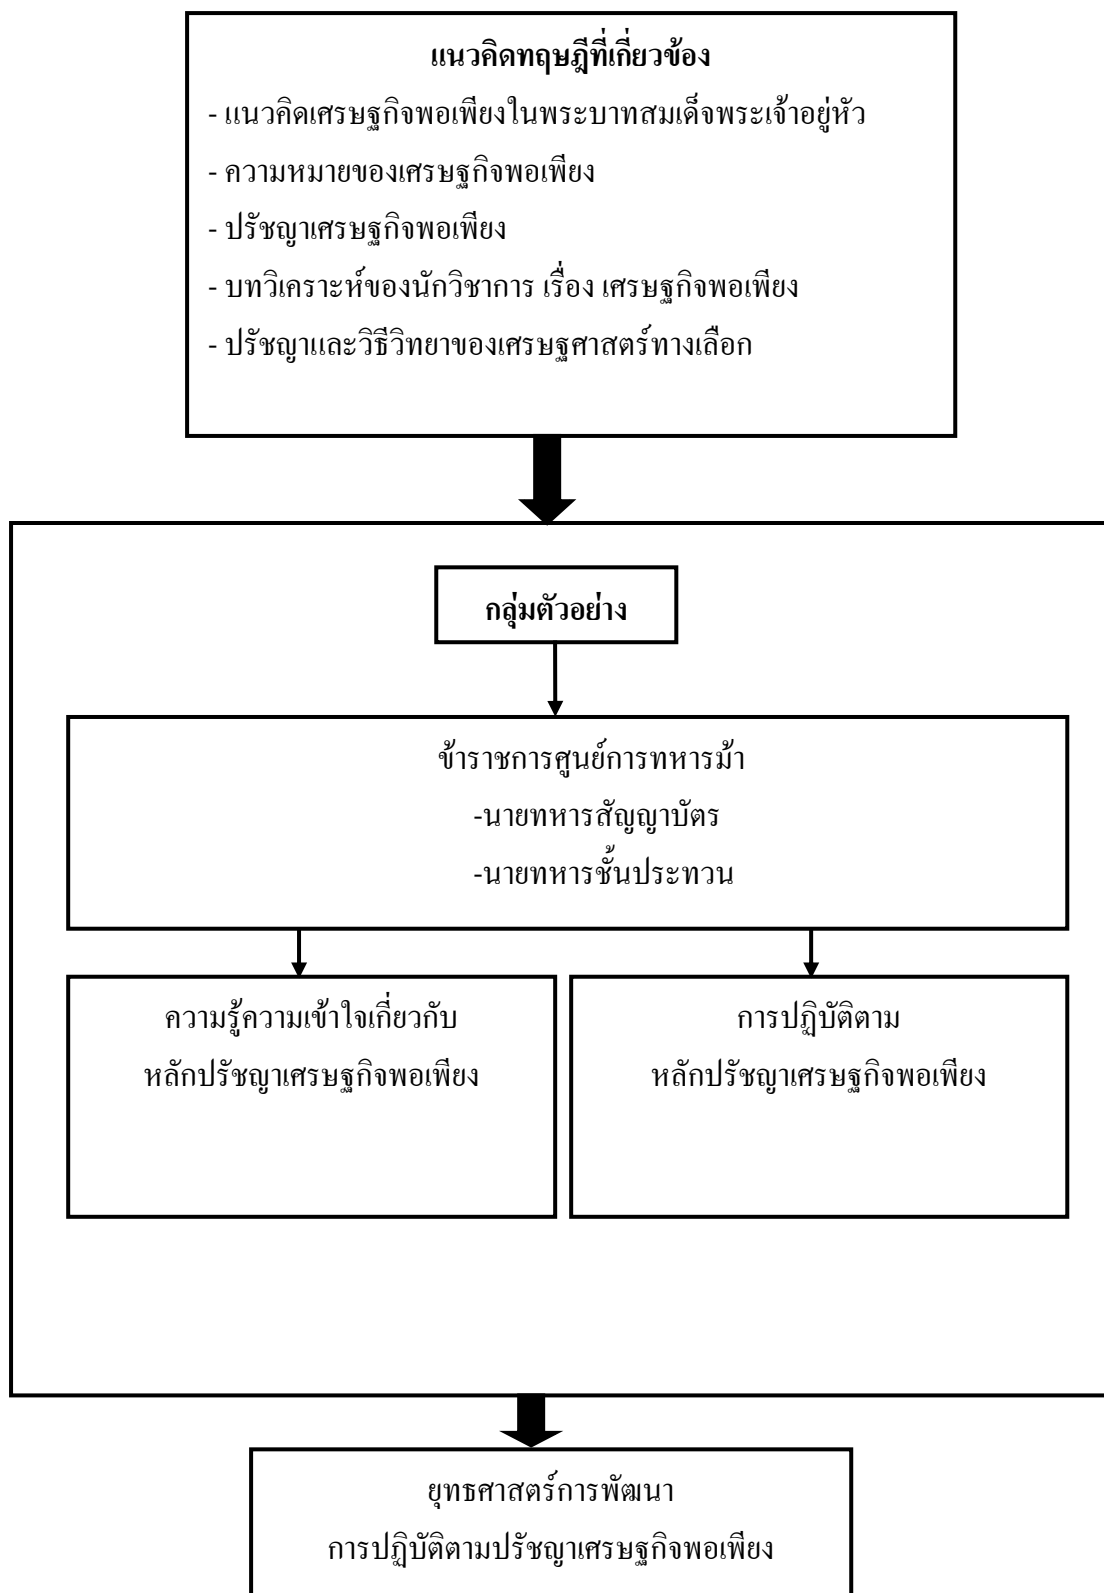 แนวคิดทฤษฎีที่เกี่ยวข้อง
- แนวคิดเศรษฐกิจพอเพียงในพระบาทสมเด็จพระเจ้าอยู่หัว
- ความหมายของเศรษฐกิจพอเพียง
- ปรัชญาเศรษฐกิจพอเพียง
- บทวิเคราะห์ของนักวิชาการ เรื่อง เศรษฐกิจพอเพียง
- ปรัชญาและวิธีวิทยาของเศรษฐศาสตร์ทางเลือก
กลุ่มตัวอย่าง
ข้าราชการศูนย์การทหารม้า
-นายทหารสัญญาบัตร
-นายทหารชั้นประทวน
ความรู้ความเข้าใจเกี่ยวกับ
หลักปรัชญาเศรษฐกิจพอเพียง
การปฏิบัติตาม
หลักปรัชญาเศรษฐกิจพอเพียง
ยุทธศาสตร์การพัฒนา
การปฏิบัติตามปรัชญาเศรษฐกิจพอเพียง